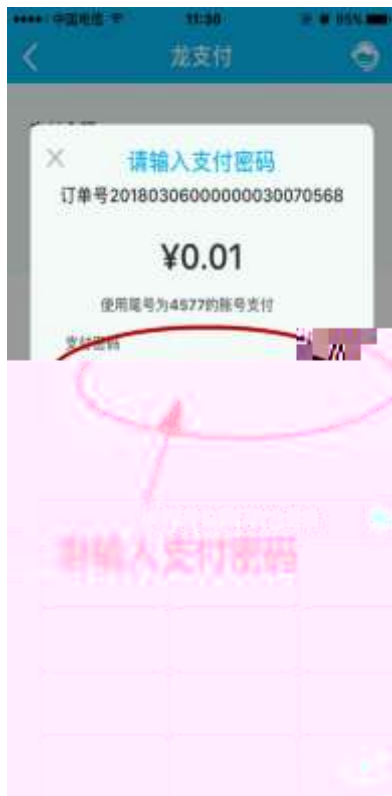 中国电信 11:30 95%
龙支付
请输入支付密码
订单号20180306000000030070568
¥0.01
使用尾号为4577的账号支付
支付密码
请输入支付密码